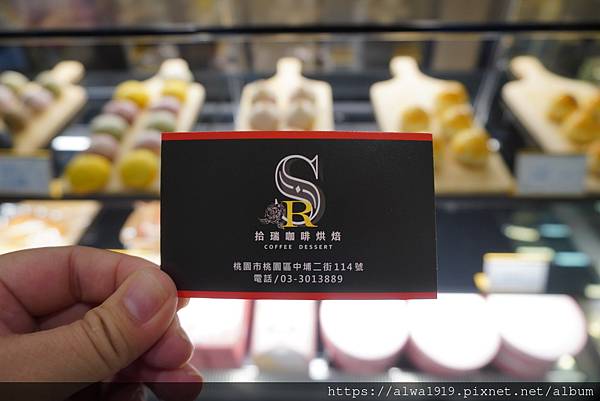 S
R
拾瑞咖啡烘焙
COFFEE DESSERT
桃園市桃園區中埔二街114號
電話/03-3013889
https://alwa1919.pixnet.net/album